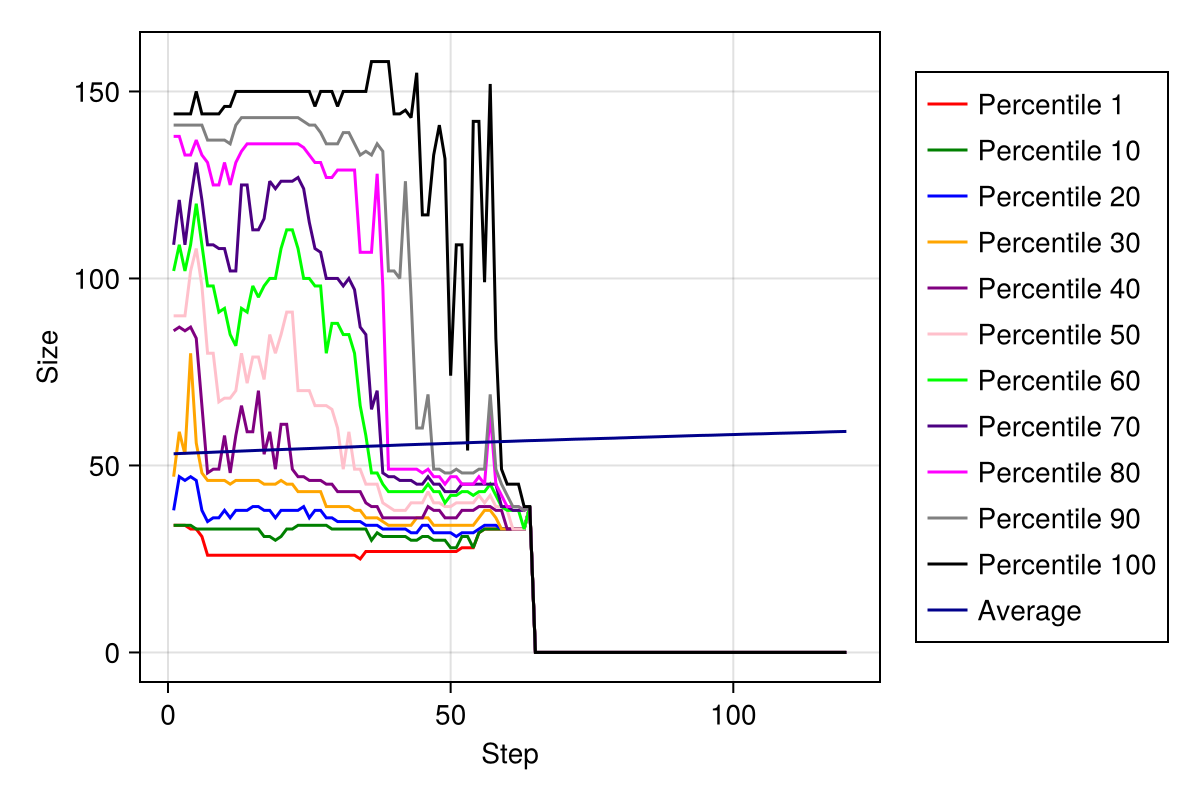 150
100
50
0
Size
0
50
100
Step
Percentile 1
Percentile 10
Percentile 20
Percentile 30
Percentile 40
Percentile 50
Percentile 60
Percentile 70
Percentile 80
Percentile 90
Percentile 100
Average